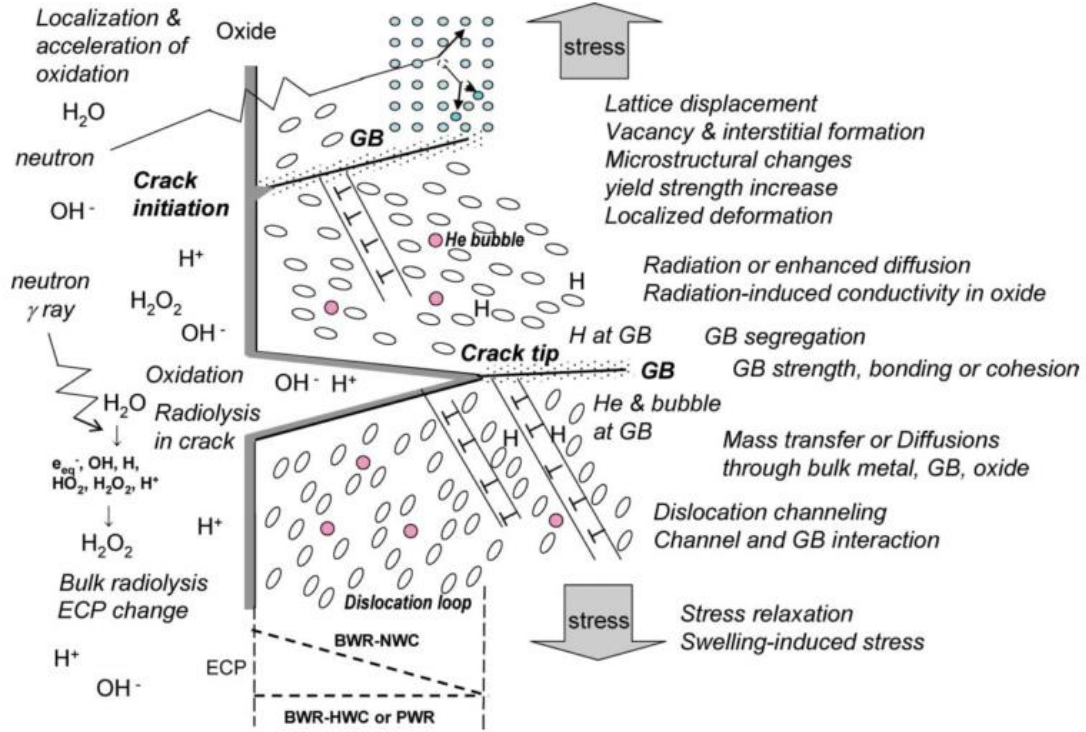 Localization &
acceleration of
oxidation
Oxide
stress
H₂O
neutron
GB
Crack
initiation
OH⁻
Lattice displacement
Vacancy & interstitial formation
Microstructural changes
yield strength increase
Localized deformation
H⁺
He bubble
neutron
γ ray
H₂O₂
OH⁻
H
H
Radiation or enhanced diffusion
Radiation-induced conductivity in oxide
H at GB
GB segregation
Crack tip
GB
GB strength, bonding or cohesion
Oxidation
OH⁻ H⁺
H₂O
Radiolysis
in crack
He & bubble
at GB
H
H
Mass transfer or Diffusions
through bulk metal, GB, oxide
e_eq⁻, OH, H,
HO₂, H₂O₂, H⁺
H₂O₂
H⁺
Dislocation channeling
Channel and GB interaction
Bulk radiolysis
ECP change
Dislocation loop
stress
Stress relaxation
Swelling-induced stress
H⁺
OH⁻
ECP
BWR-NWC
BWR-HWC or PWR